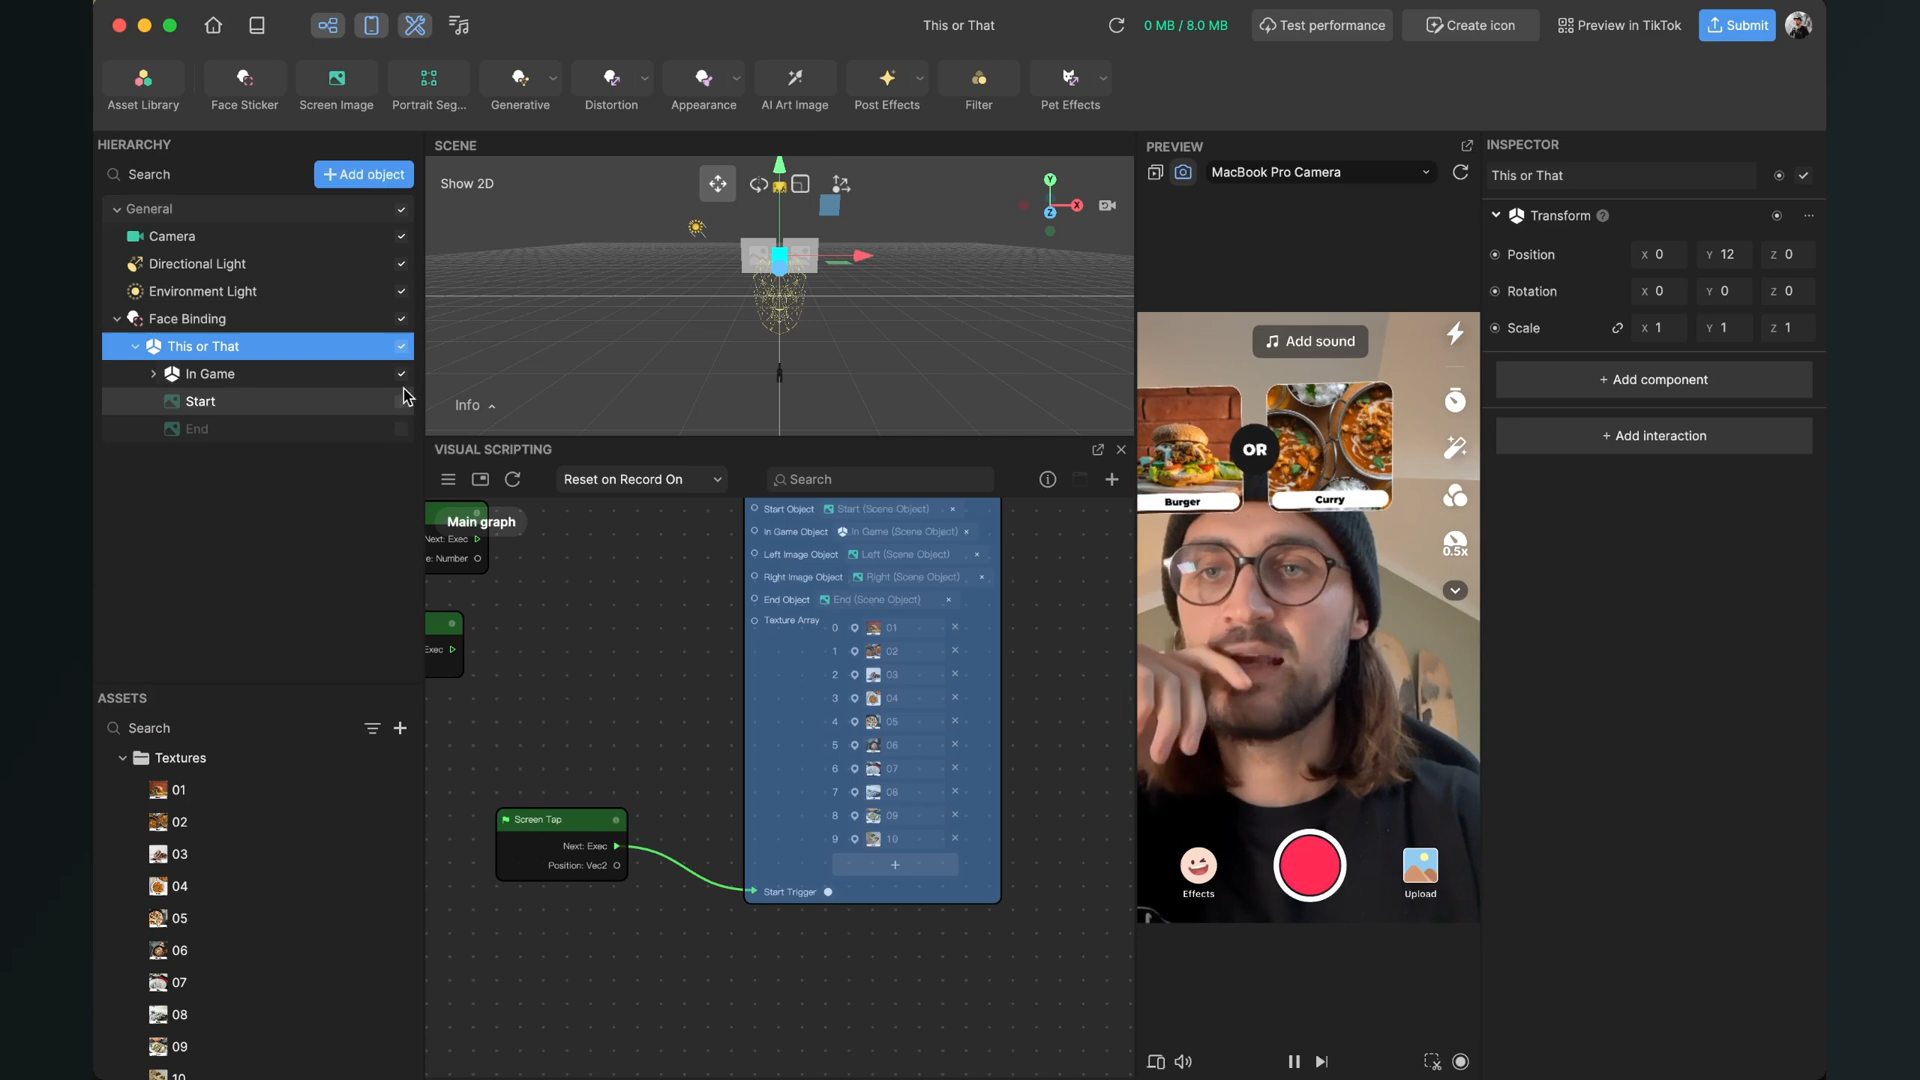 This or That
0 MB / 8.0 MB
Test performance
Create icon
Preview in TikTok
Submit
Asset Library
Face Sticker
Screen Image
Portrait Seg...
Generative
Distortion
Appearance
AI Art Image
Post Effects
Filter
Pet Effects
HIERARCHY
Search
+ Add object
General
Camera
Directional Light
Environment Light
Face Binding
This or That
In Game
Start
End
ASSETS
Search
Textures
01
02
03
04
05
06
07
08
09
10
SCENE
Show 2D
Y
X
Z
Info
VISUAL SCRIPTING
Reset on Record On
Search
Main graph
Next: Exec
e: Number
Exec
Start Object Start (Scene Object) ×
In Game Object In Game (Scene Object) ×
Left Image Object Left (Scene Object) ×
Right Image Object Right (Scene Object) ×
End Object End (Scene Object) ×
Texture Array
0 01 ×
1 02 ×
2 03 ×
3 04 ×
4 05 ×
5 06 ×
6 07 ×
7 08 ×
8 09 ×
9 10 ×
+
Start Trigger
Screen Tap
Next: Exec
Position: Vec2
PREVIEW
MacBook Pro Camera
Add sound
OR
Burger
Curry
0.5x
Effects
Upload
INSPECTOR
This or That
Transform ?
Position X 0 Y 12 Z 0
Rotation X 0 Y 0 Z 0
Scale X 1 Y 1 Z 1
+ Add component
+ Add interaction